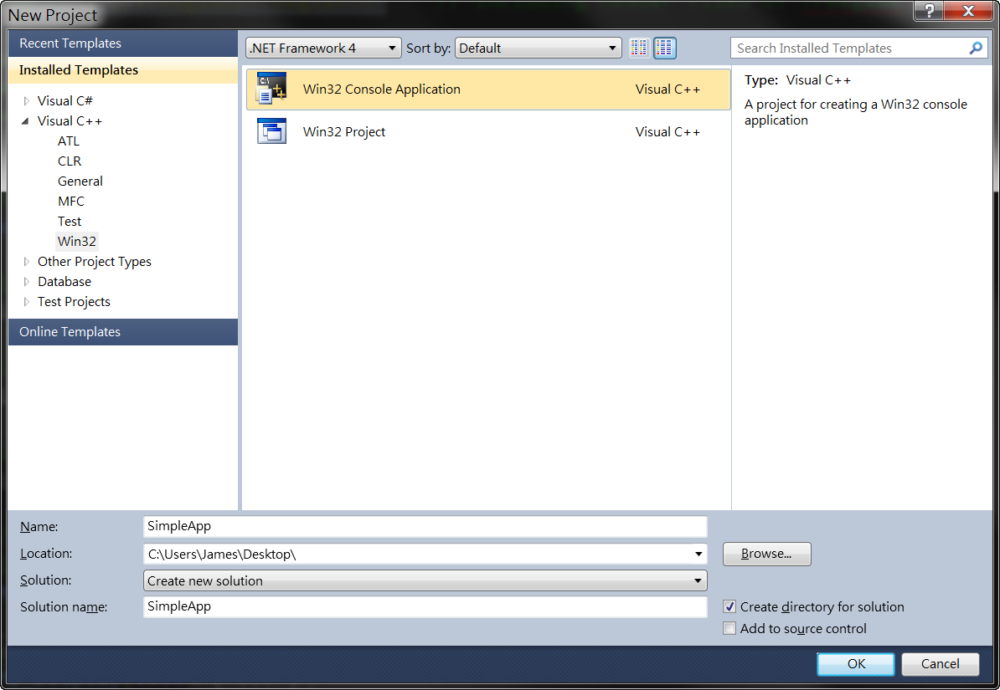 New Project
?
X
Recent Templates
Installed Templates
Visual C#
Visual C++
ATL
CLR
General
MFC
Test
Win32
Other Project Types
Database
Test Projects
Online Templates
.NET Framework 4 Sort by: Default
Search Installed Templates
C:\
Win32 Console Application Visual C++
Win32 Project Visual C++
Type: Visual C++
A project for creating a Win32 console
application
Name: SimpleApp
Location: C:\Users\James\Desktop\ Browse...
Solution: Create new solution
Solution name: SimpleApp
Create directory for solution
Add to source control
OK Cancel